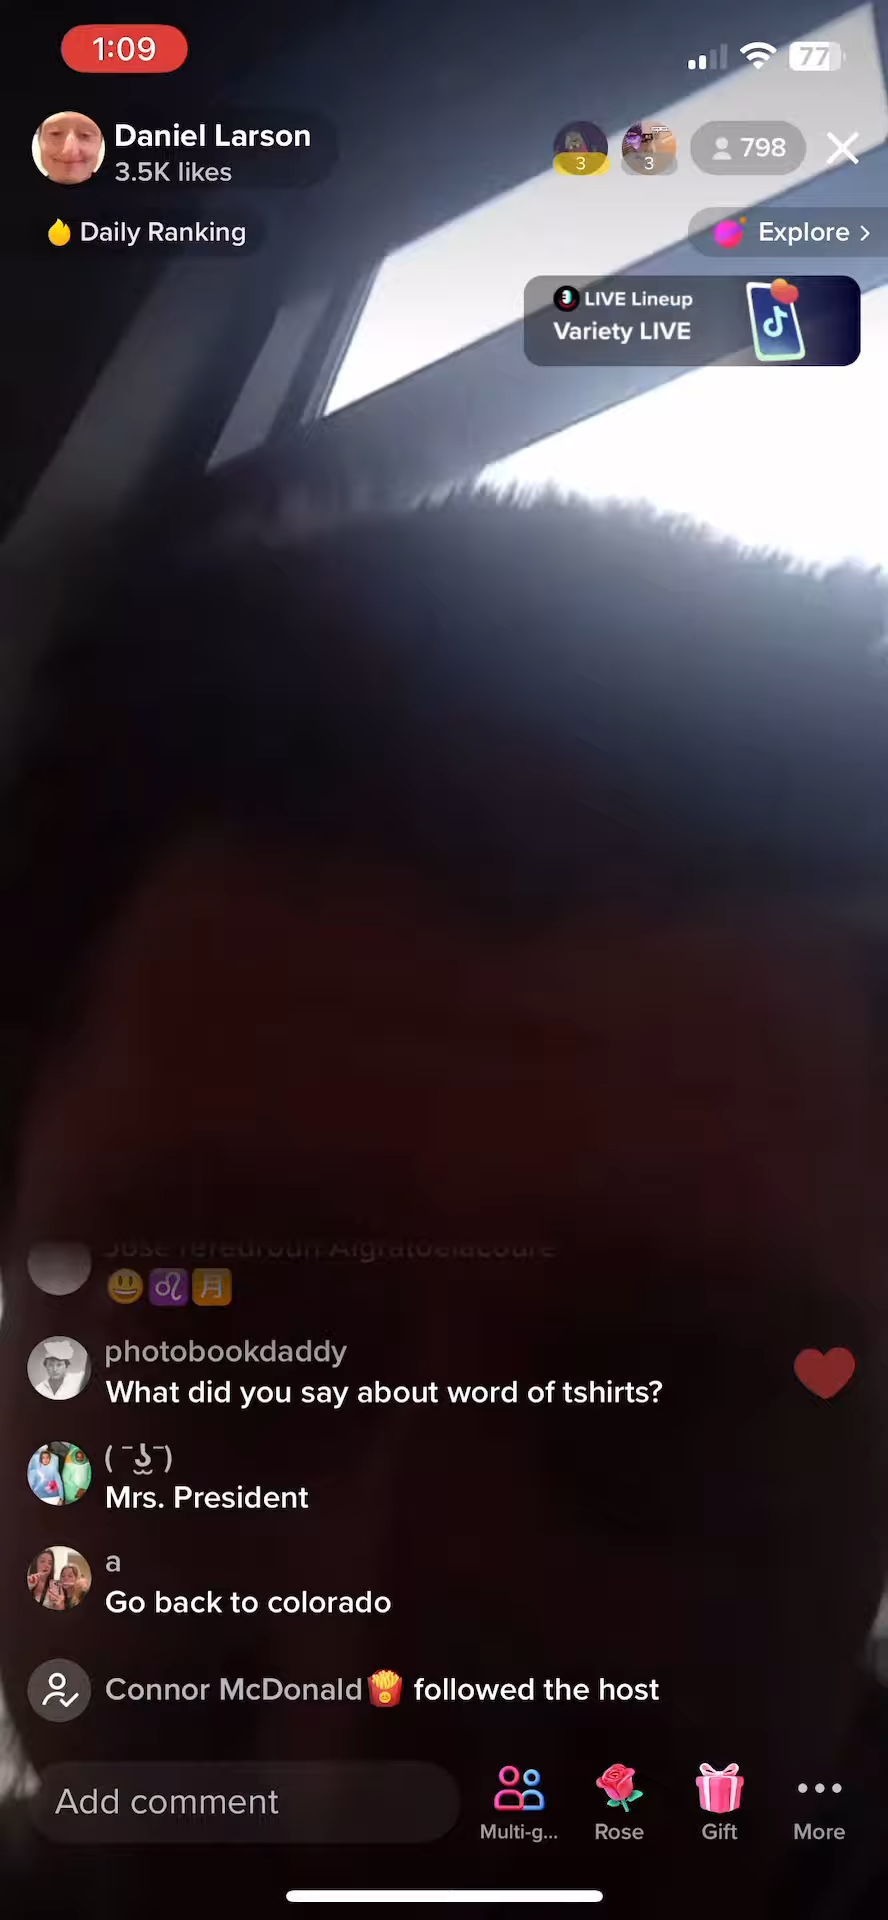 1:09
77
Daniel Larson
3.5K likes
3
3
798
Daily Ranking
Explore >
LIVE Lineup
Variety LIVE
月
photobookdaddy
What did you say about word of tshirts?
Mrs. President
a
Go back to colorado
Connor McDonald🍟 followed the host
Add comment
Multi-g...
Rose
Gift
More